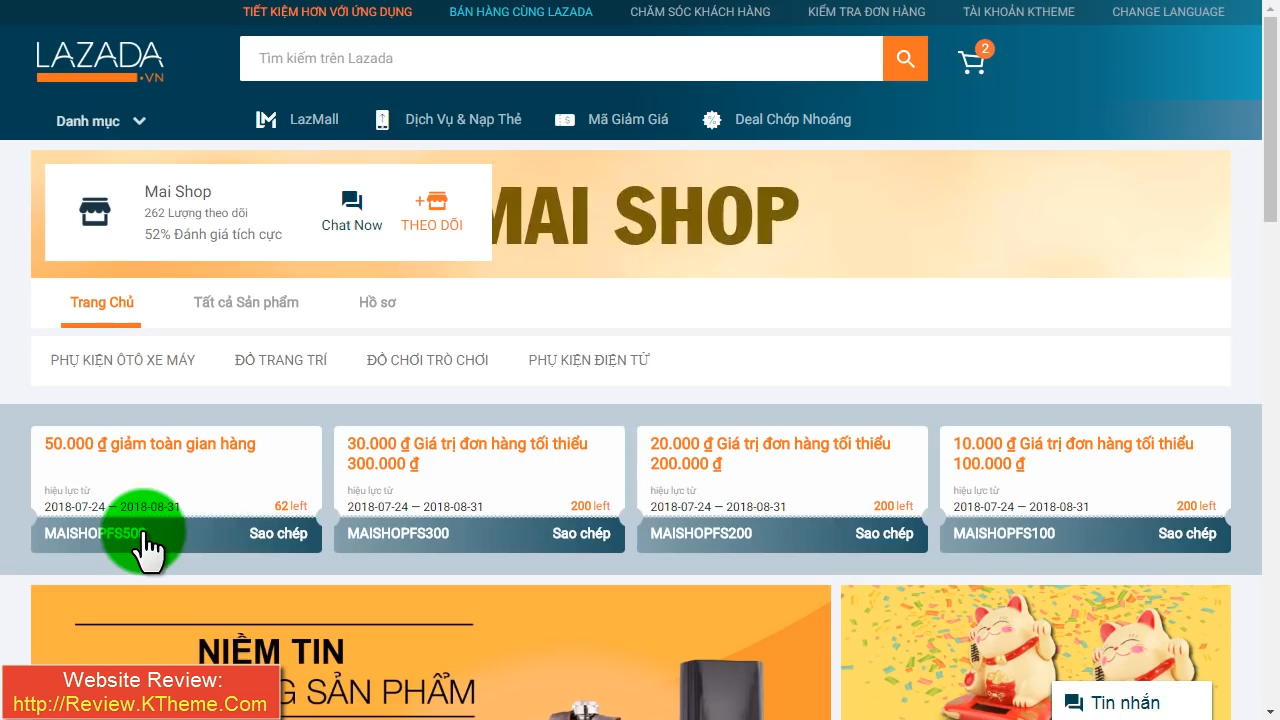 TIẾT KIỆM HƠN VỚI ỨNG DỤNG BÁN HÀNG CÙNG LAZADA CHĂM SÓC KHÁCH HÀNG KIỂM TRA ĐƠN HÀNG TÀI KHOẢN KTHEME CHANGE LANGUAGE
LAZADA .VN
Tìm kiếm trên Lazada
2
Danh mục LazMall Dịch Vụ & Nạp Thẻ Mã Giảm Giá Deal Chớp Nhoáng
Mai Shop
262 Lượng theo dõi
52% Đánh giá tích cực
Chat Now
+ THEO DÕI
MAI SHOP
Trang Chủ Tất cả Sản phẩm Hồ sơ
PHỤ KIỆN ÔTÔ XE MÁY ĐỒ TRANG TRÍ ĐỒ CHƠI TRÒ CHƠI PHỤ KIỆN ĐIỆN TỬ
50.000 ₫ giảm toàn gian hàng
hiệu lực từ
2018-07-24 — 2018-08-31 62 left
MAISHOPFS500 Sao chép
30.000 ₫ Giá trị đơn hàng tối thiểu
300.000 ₫
hiệu lực từ
2018-07-24 — 2018-08-31 200 left
MAISHOPFS300 Sao chép
20.000 ₫ Giá trị đơn hàng tối thiểu
200.000 ₫
hiệu lực từ
2018-07-24 — 2018-08-31 200 left
MAISHOPFS200 Sao chép
10.000 ₫ Giá trị đơn hàng tối thiểu
100.000 ₫
hiệu lực từ
2018-07-24 — 2018-08-31 200 left
MAISHOPFS100 Sao chép
NIỀM TIN
SẢN PHẨM
Website Review:
http://Review.KTheme.Com
Tin nhắn